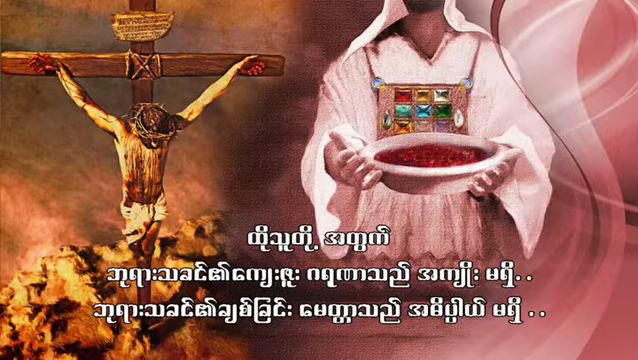 ထိုသူတို့ အတွက်
ဘုရားသခင်၏ကျေးဇူး ဂရုဏာသည် အကျိုး မရှိ. .
ဘုရားသခင်၏ချစ်ခြင်း မေတ္တာသည် အဓိပ္ပါယ် မရှိ . .